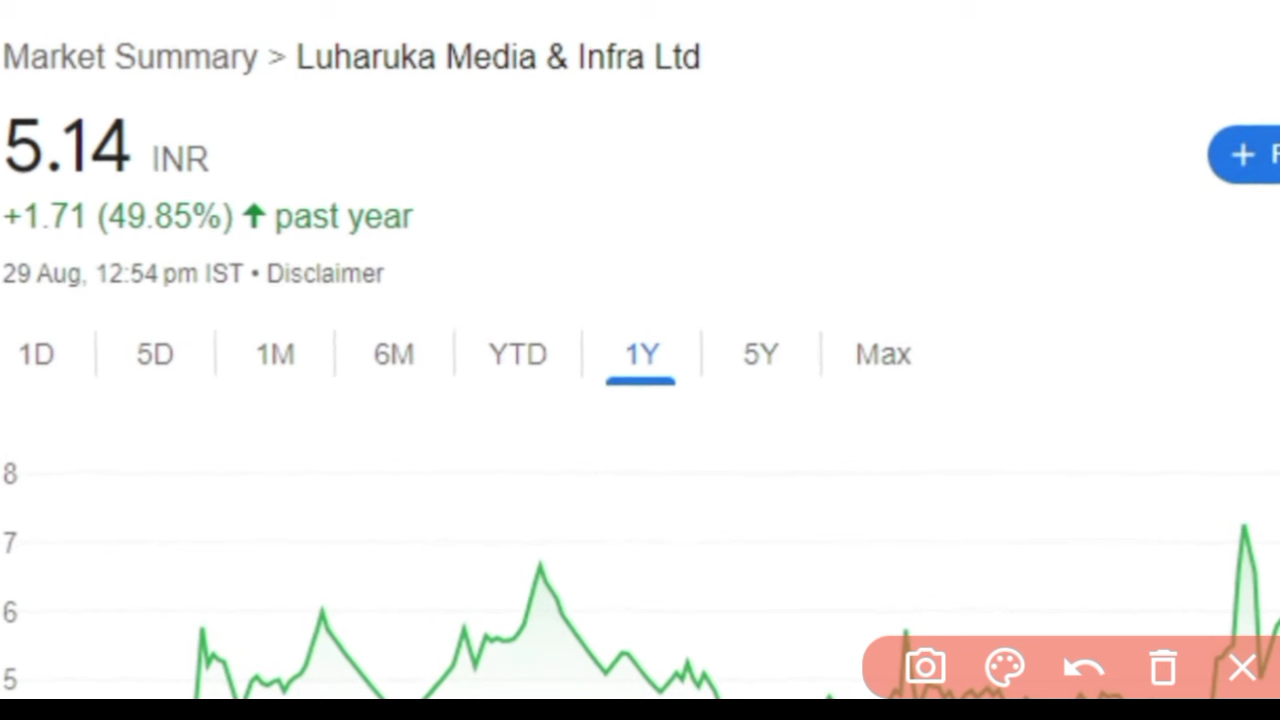 Market Summary > Luharuka Media & Infra Ltd
5.14 INR
+
+1.71 (49.85%) ↑ past year
29 Aug, 12:54 pm IST • Disclaimer
1D 5D 1M 6M YTD 1Y 5Y Max
8
7
6
5